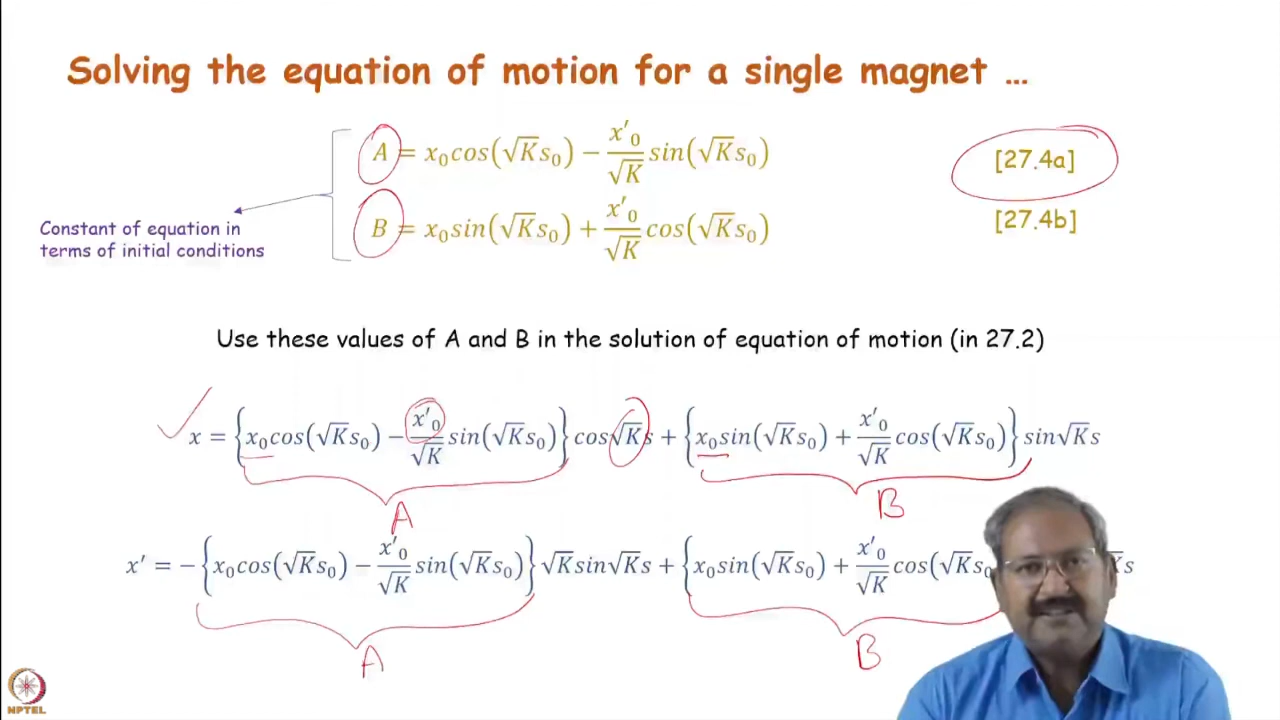 Solving the equation of motion for a single magnet ...
A = x₀cos(√K s₀) − x'₀/√K sin(√K s₀) [27.4a]
B = x₀sin(√K s₀) + x'₀/√K cos(√K s₀) [27.4b]
Constant of equation in
terms of initial conditions
Use these values of A and B in the solution of equation of motion (in 27.2)
x = {x₀cos(√K s₀) − x'₀/√K sin(√K s₀)} cos√K s + {x₀sin(√K s₀) + x'₀/√K cos(√K s₀)} sin√K s
A B
x' = −{x₀cos(√K s₀) − x'₀/√K sin(√K s₀)} √K sin√K s + {x₀sin(√K s₀) + x'₀/√K cos(√K s₀ K s
A B
NPTEL